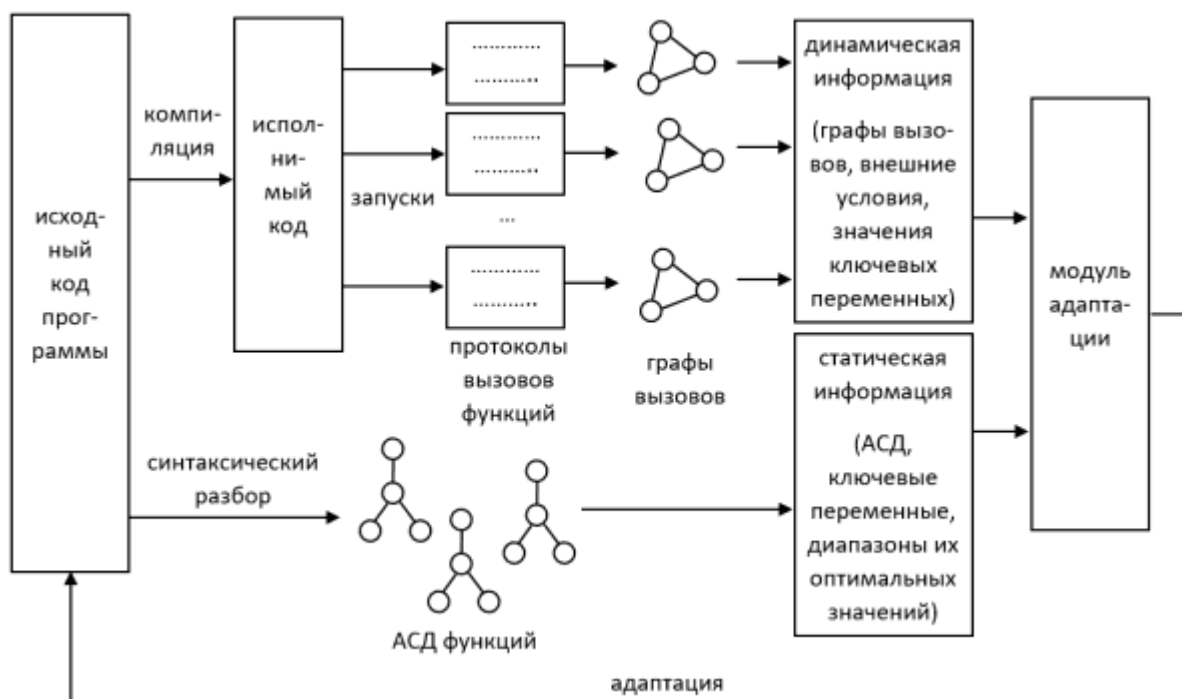 исход-
ный
код
прог-
раммы
компи-
ляция
испол-
ни-
мый
код
запуски
…………
………..
…………
………..
...
…………
………..
протоколы
вызовов
функций
графы
вызовов
динамическая
информация
(графы вызо-
вов, внешние
условия,
значения
ключевых
переменных)
синтаксический
разбор
АСД функций
статическая
информация
(АСД,
ключевые
переменные,
диапазоны их
оптимальных
значений)
модуль
адапта-
ции
адаптация